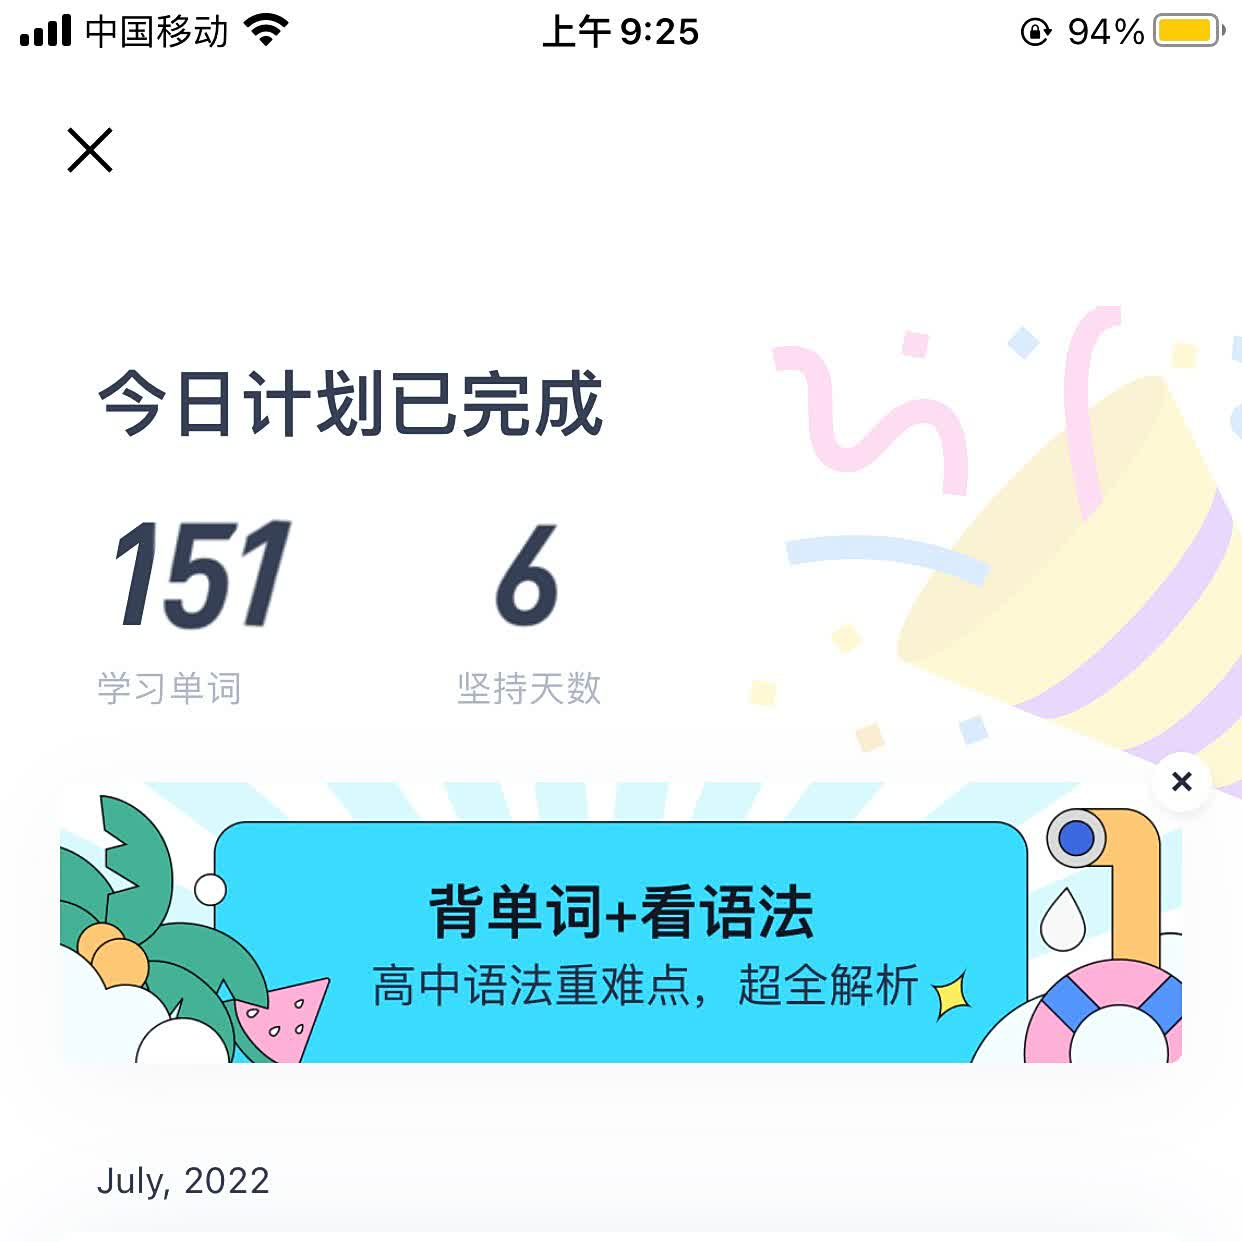 中国移动 上午 9:25 94%
今日计划已完成
151 6
学习单词 坚持天数
背单词+看语法
高中语法重难点，超全解析
July, 2022